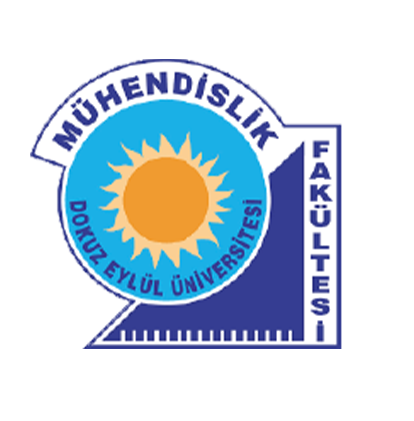 MÜHENDİSLİK
FAKÜLTESİ
DOKUZ EYLÜL ÜNİVERSİTESİ